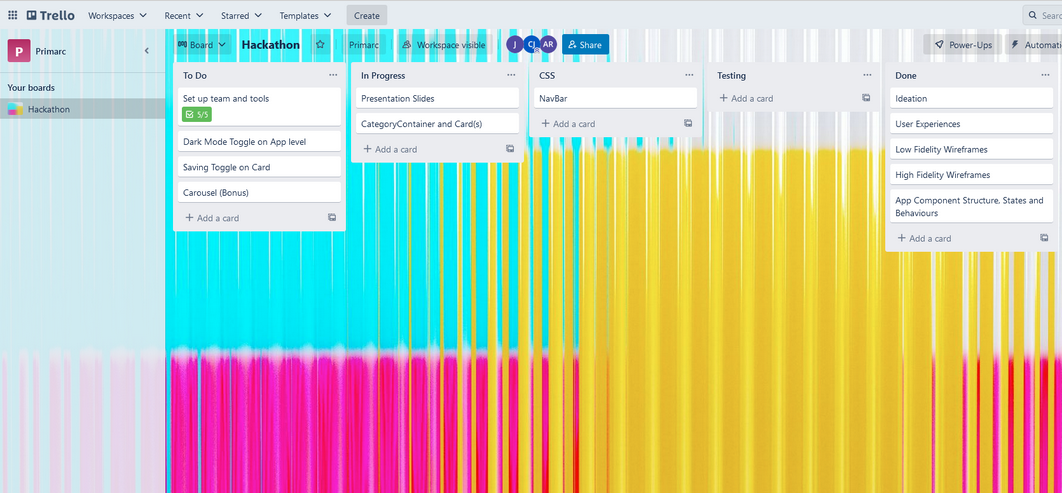 Trello Workspaces Recent Starred Templates Create
P Primarc
Board Hackathon Primarc Workspace visible J AR Share Power-Ups
Your boards
Hackathon
To Do
Set up team and tools
5/5
Dark Mode Toggle on App level
Saving Toggle on Card
Carousel (Bonus)
+ Add a card
In Progress
Presentation Slides
CategoryContainer and Card(s)
+ Add a card
CSS
NavBar
+ Add a card
Testing
+ Add a card
Done
Ideation
User Experiences
Low Fidelity Wireframes
High Fidelity Wireframes
App Component Structure, States and
Behaviours
+ Add a card